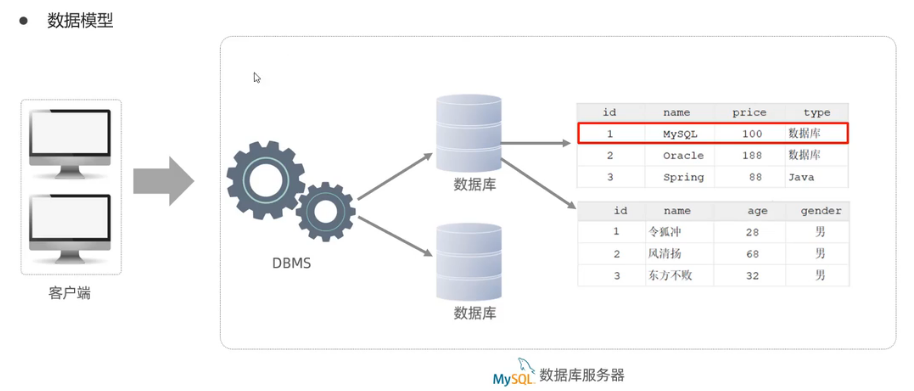 ● 数据模型
客户端
DBMS
数据库
数据库
id name price type
1 MySQL 100 数据库
2 Oracle 188 数据库
3 Spring 88 Java
id name age gender
1 令狐冲 28 男
2 风清扬 68 男
3 东方不败 32 男
MySQL 数据库服务器